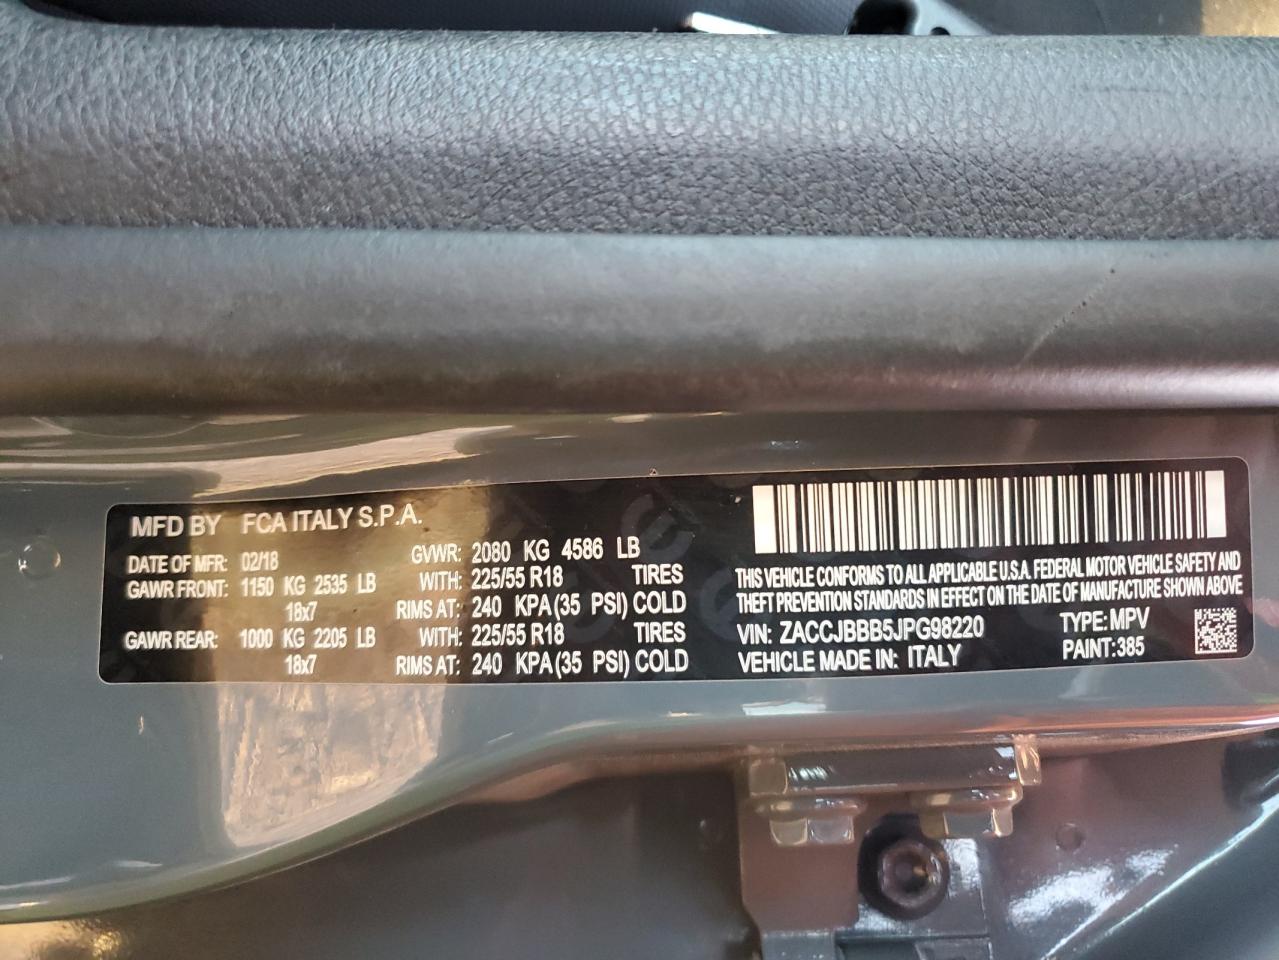 MFD BY FCA ITALY S.P.A.
DATE OF MFR: 02/18 GVWR: 2080 KG 4586 LB
GAWR FRONT: 1150 KG 2535 LB WITH: 225/55 R18 TIRES
18x7 RIMS AT: 240 KPA(35 PSI) COLD
GAWR REAR: 1000 KG 2205 LB WITH: 225/55 R18 TIRES
18x7 RIMS AT: 240 KPA(35 PSI) COLD
THIS VEHICLE CONFORMS TO ALL APPLICABLE U.S.A. FEDERAL MOTOR VEHICLE SAFETY AND
THEFT PREVENTION STANDARDS IN EFFECT ON THE DATE OF MANUFACTURE SHOWN ABOVE
VIN: ZACCJBBB5JPG98220 TYPE: MPV
VEHICLE MADE IN: ITALY PAINT:385